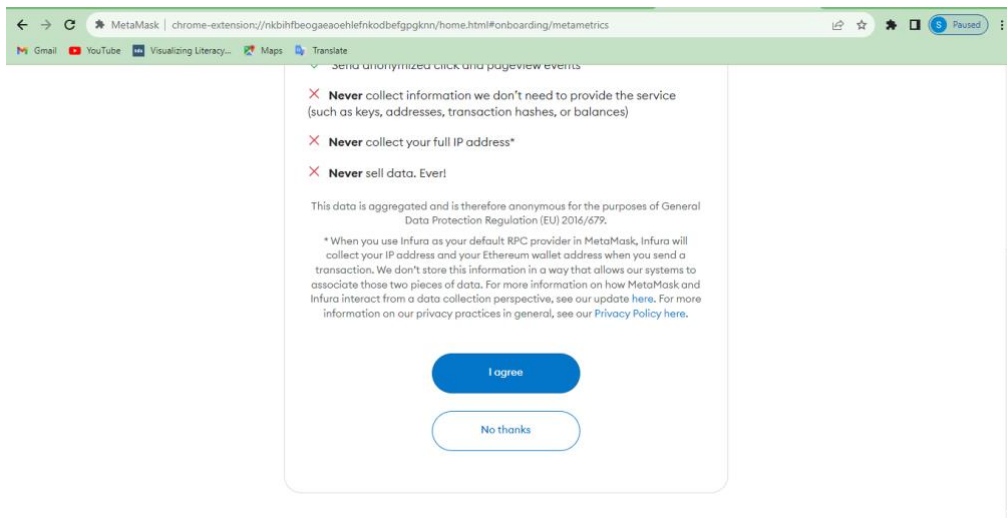 MetaMask | chrome-extension://nkbihfbeogaeaoehlefnkodbefgpgknn/home.html#onboarding/metametrics
S Paused
Gmail YouTube Visualizing Literacy... Maps Translate
Send anonymized click and pageview events
Never collect information we don't need to provide the service
(such as keys, addresses, transaction hashes, or balances)
Never collect your full IP address*
Never sell data. Ever!
This data is aggregated and is therefore anonymous for the purposes of General
Data Protection Regulation (EU) 2016/679.
* When you use Infura as your default RPC provider in MetaMask, Infura will
collect your IP address and your Ethereum wallet address when you send a
transaction. We don't store this information in a way that allows our systems to
associate those two pieces of data. For more information on how MetaMask and
Infura interact from a data collection perspective, see our update here. For more
information on our privacy practices in general, see our Privacy Policy here.
I agree
No thanks